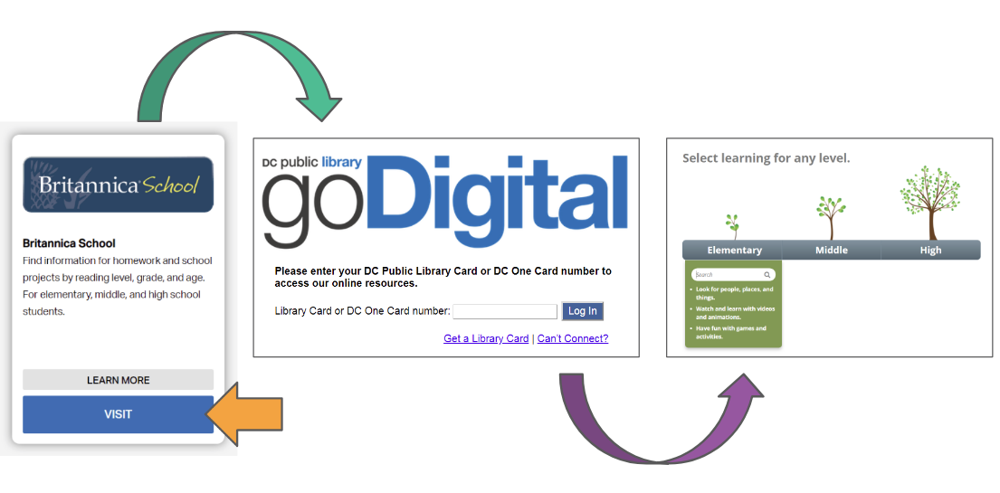 Britannica School
Britannica School
Find information for homework and school
projects by reading level, grade, and age.
For elementary, middle, and high school
students.
LEARN MORE
VISIT
DC public library
goDigital
Please enter your DC Public Library Card or DC One Card number to
access our online resources.
Library Card or DC One Card number: Log In
Get a Library Card | Can't Connect?
Select learning for any level.
Elementary Middle High
Search
• Look for people, places, and
things.
• Watch and learn with videos
and animations.
• Have fun with games and
activities.